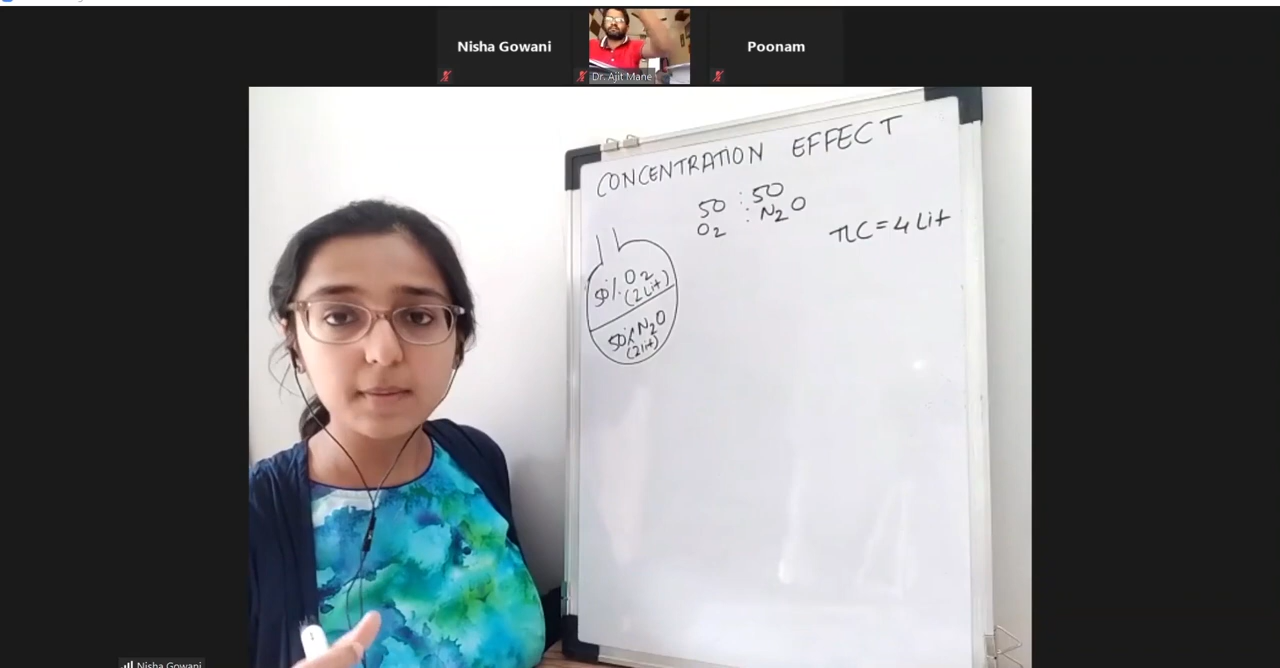 Nisha Gowani
Dr. Ajit Mane
Poonam
CONCENTRATION EFFECT
50 : 50
O2 : N2O
TLC = 4 Lit
50% O2
(2 Lit)
50% N2O
(2 lit)
Nisha Gowani